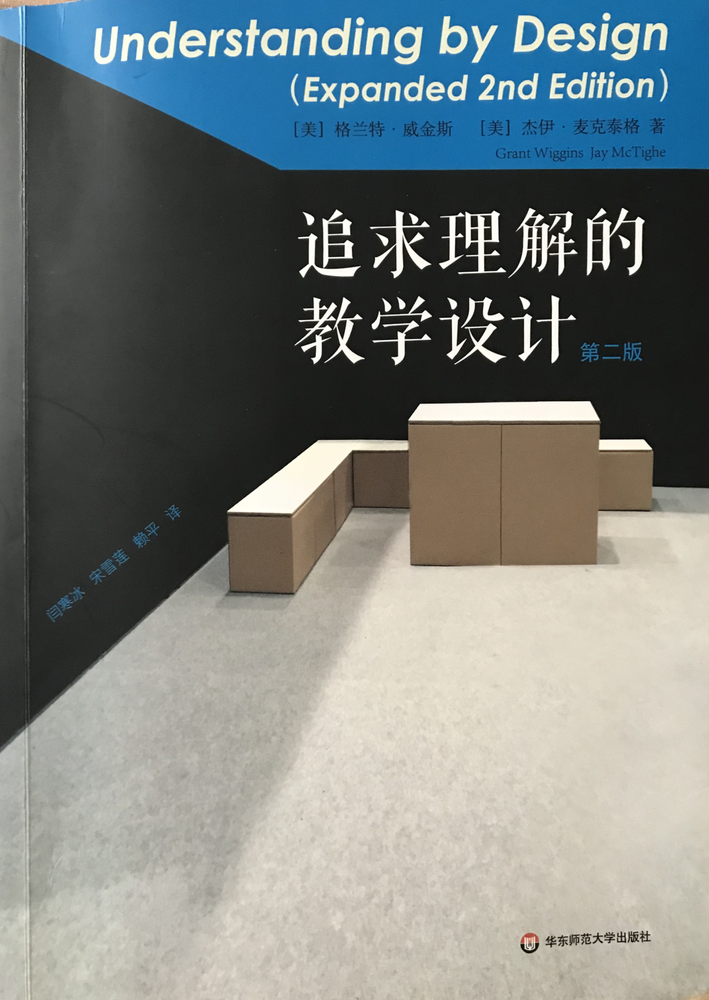 Understanding by Design
(Expanded 2nd Edition)
[美] 格兰特·威金斯 [美] 杰伊·麦克泰格 著
Grant Wiggins Jay McTighe
追求理解的
教学设计 第二版
闫寒冰 宋雪莲 赖平 译
华东师范大学出版社